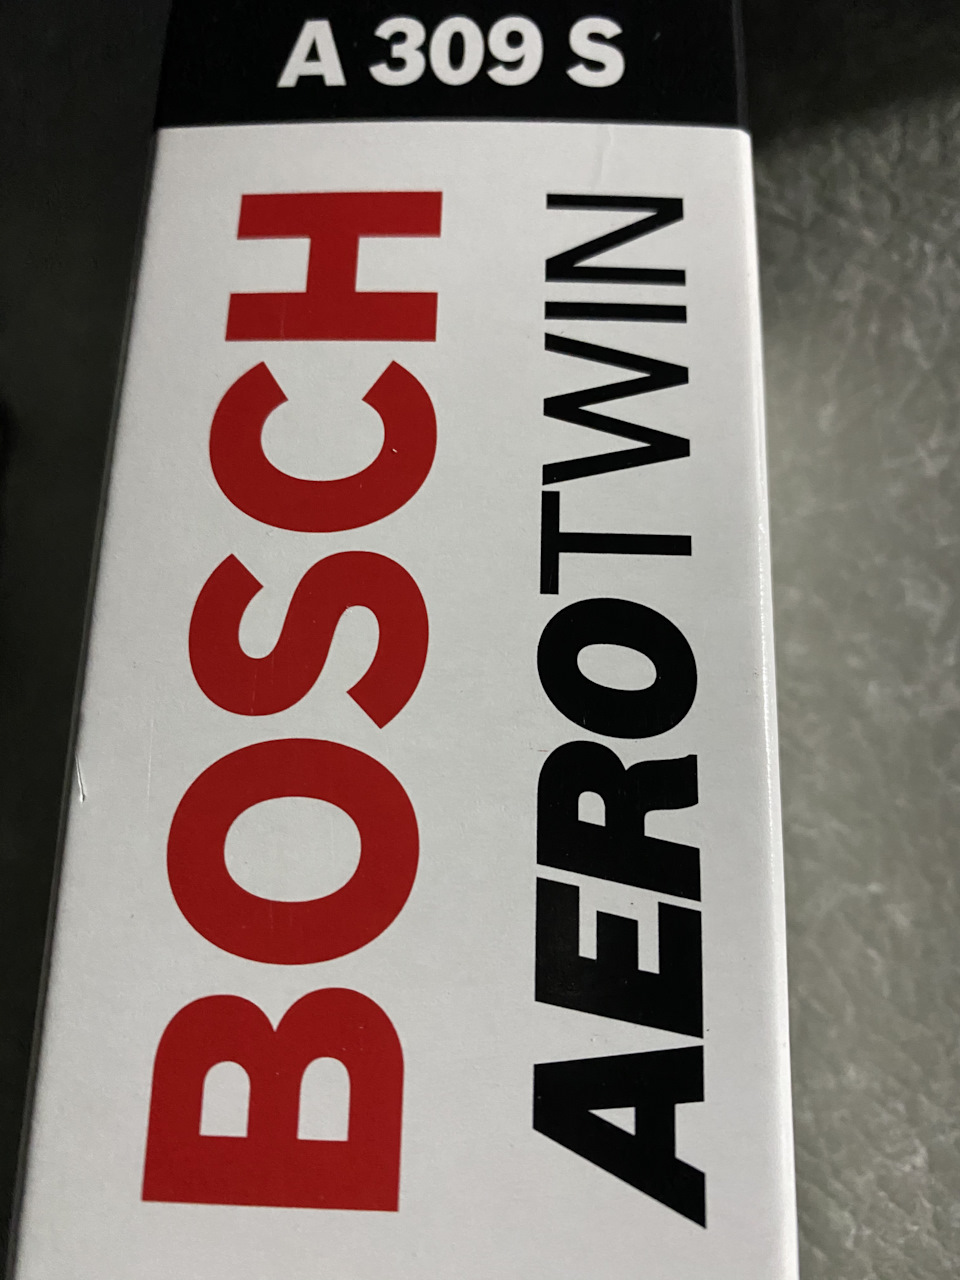 A 309 S
BOSCH
AEROTWIN